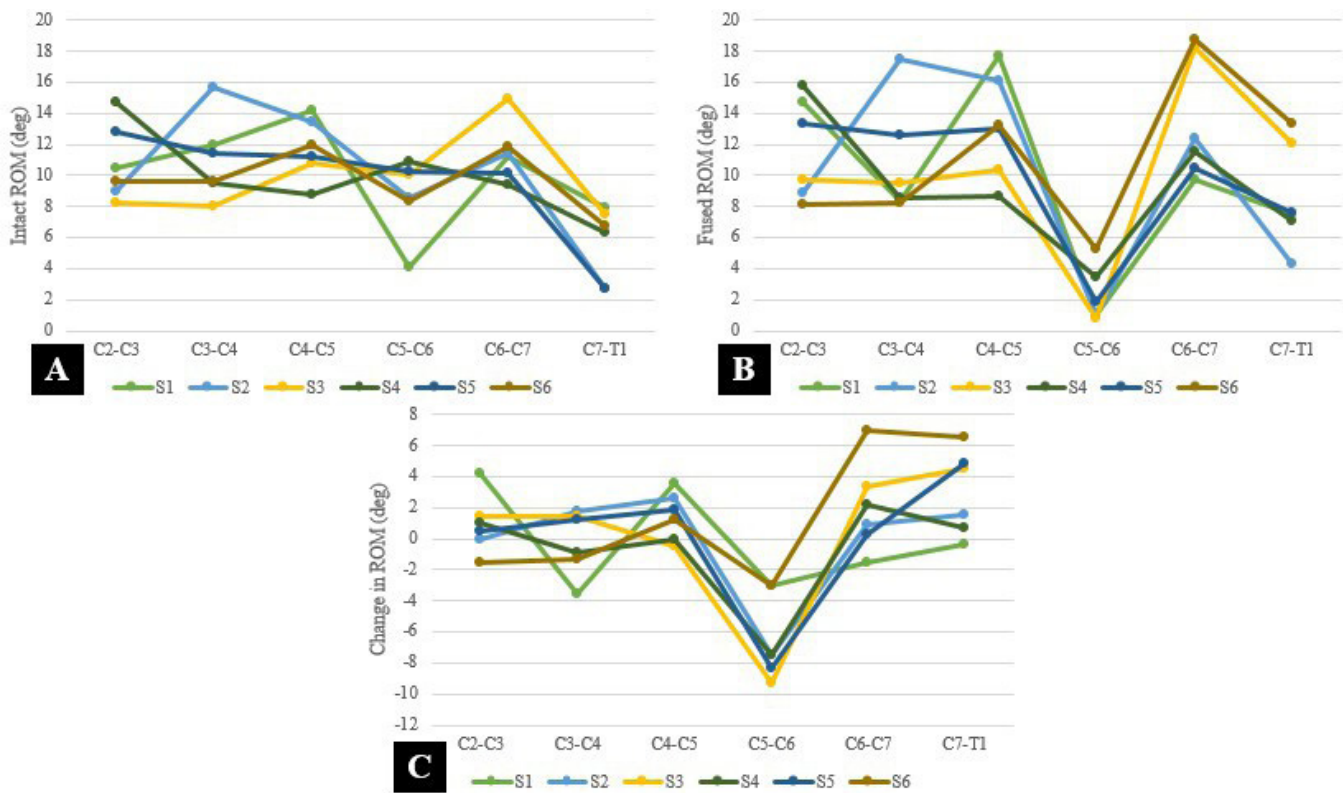 Intact ROM (deg)
20
18
16
14
12
10
8
6
4
2
0
C2-C3 C3-C4 C4-C5 C5-C6 C6-C7 C7-T1
A
S1 S2 S3 S4 S5 S6
Fused ROM (deg)
20
18
16
14
12
10
8
6
4
2
0
C2-C3 C3-C4 C4-C5 C5-C6 C6-C7 C7-T1
B
S1 S2 S3 S4 S5 S6
Change in ROM (deg)
8
6
4
2
0
-2
-4
-6
-8
-10
-12
C2-C3 C3-C4 C4-C5 C5-C6 C6-C7 C7-T1
C
S1 S2 S3 S4 S5 S6